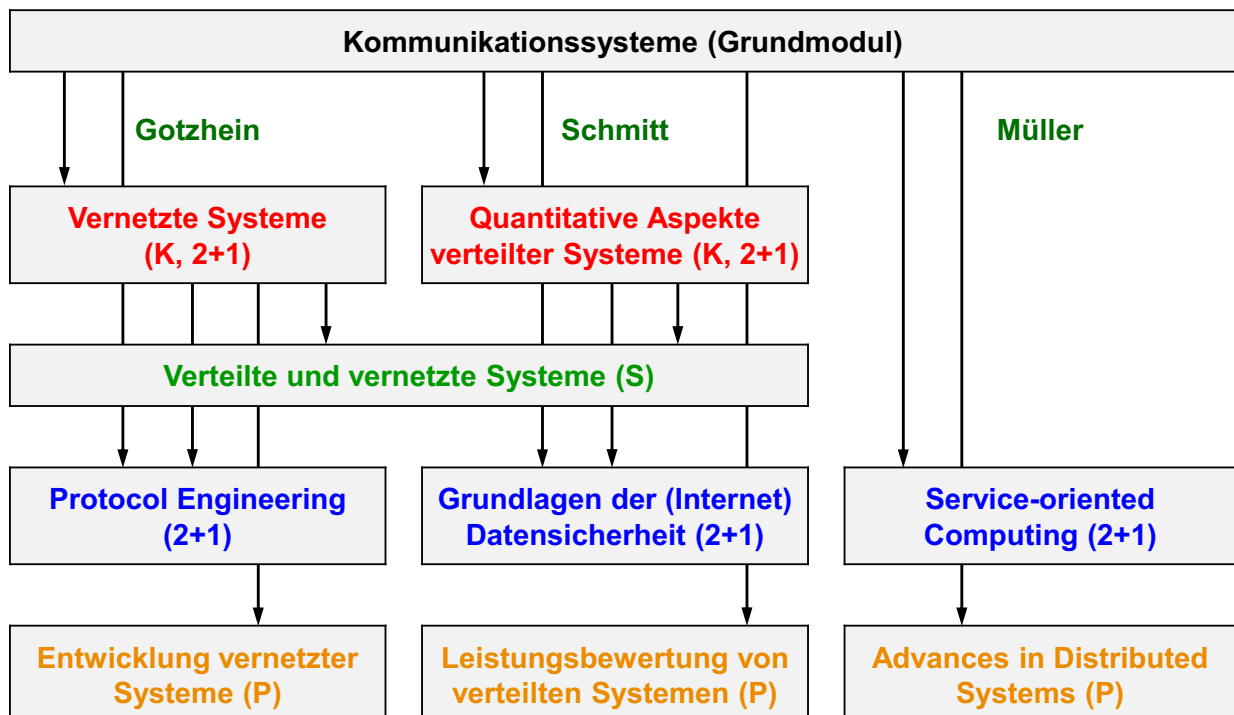 Kommunikationssysteme (Grundmodul)
Gotzhein
Schmitt
Müller
Vernetzte Systeme
(K, 2+1)
Quantitative Aspekte
verteilter Systeme (K, 2+1)
Verteilte und vernetzte Systeme (S)
Protocol Engineering
(2+1)
Grundlagen der (Internet)
Datensicherheit (2+1)
Service-oriented
Computing (2+1)
Entwicklung vernetzter
Systeme (P)
Leistungsbewertung von
verteilten Systemen (P)
Advances in Distributed
Systems (P)